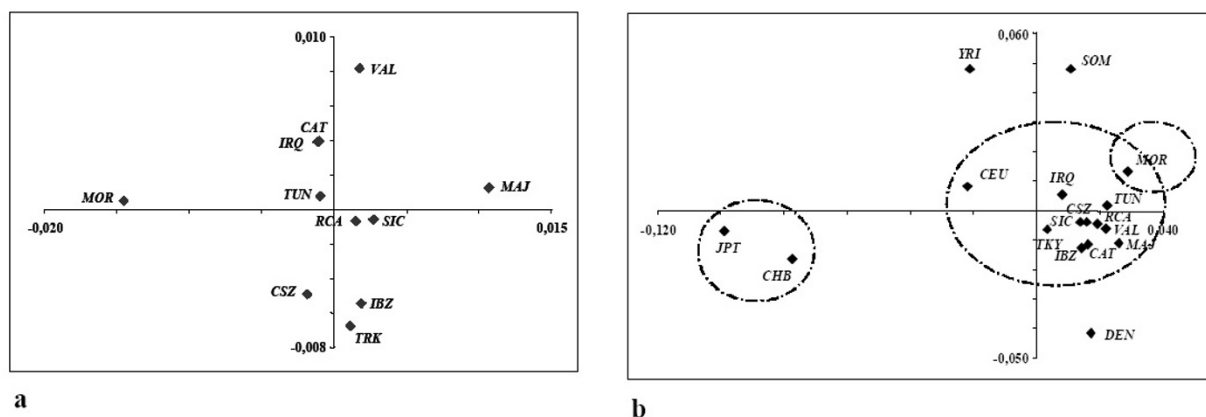 0,010
VAL
CAT
IRQ
TUN
MOR
MAJ
-0,020
RCA
SIC
0,015
CSZ
IBZ
TRK
-0,008
a
0,060
YRI
SOM
MOR
CEU
IRQ
TUN
CSZ
RCA
-0,120
SIC
VAL
0,040
JPT
TKY
MAJ
IBZ
CAT
CHB
DEN
-0,050
b